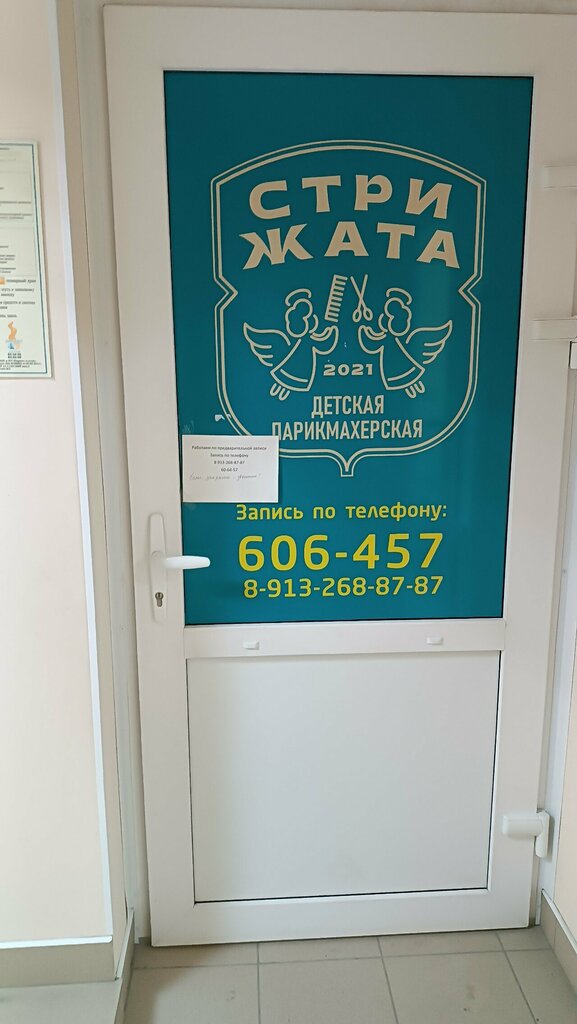 СТРИ
ЖАТА
2021
ДЕТСКАЯ
ПАРИКМАХЕРСКАЯ
Работаем по предварительной записи
Запись по телефону
8-913-268-87-87
60-64-57
Запись по телефону:
606-457
8-913-268-87-87